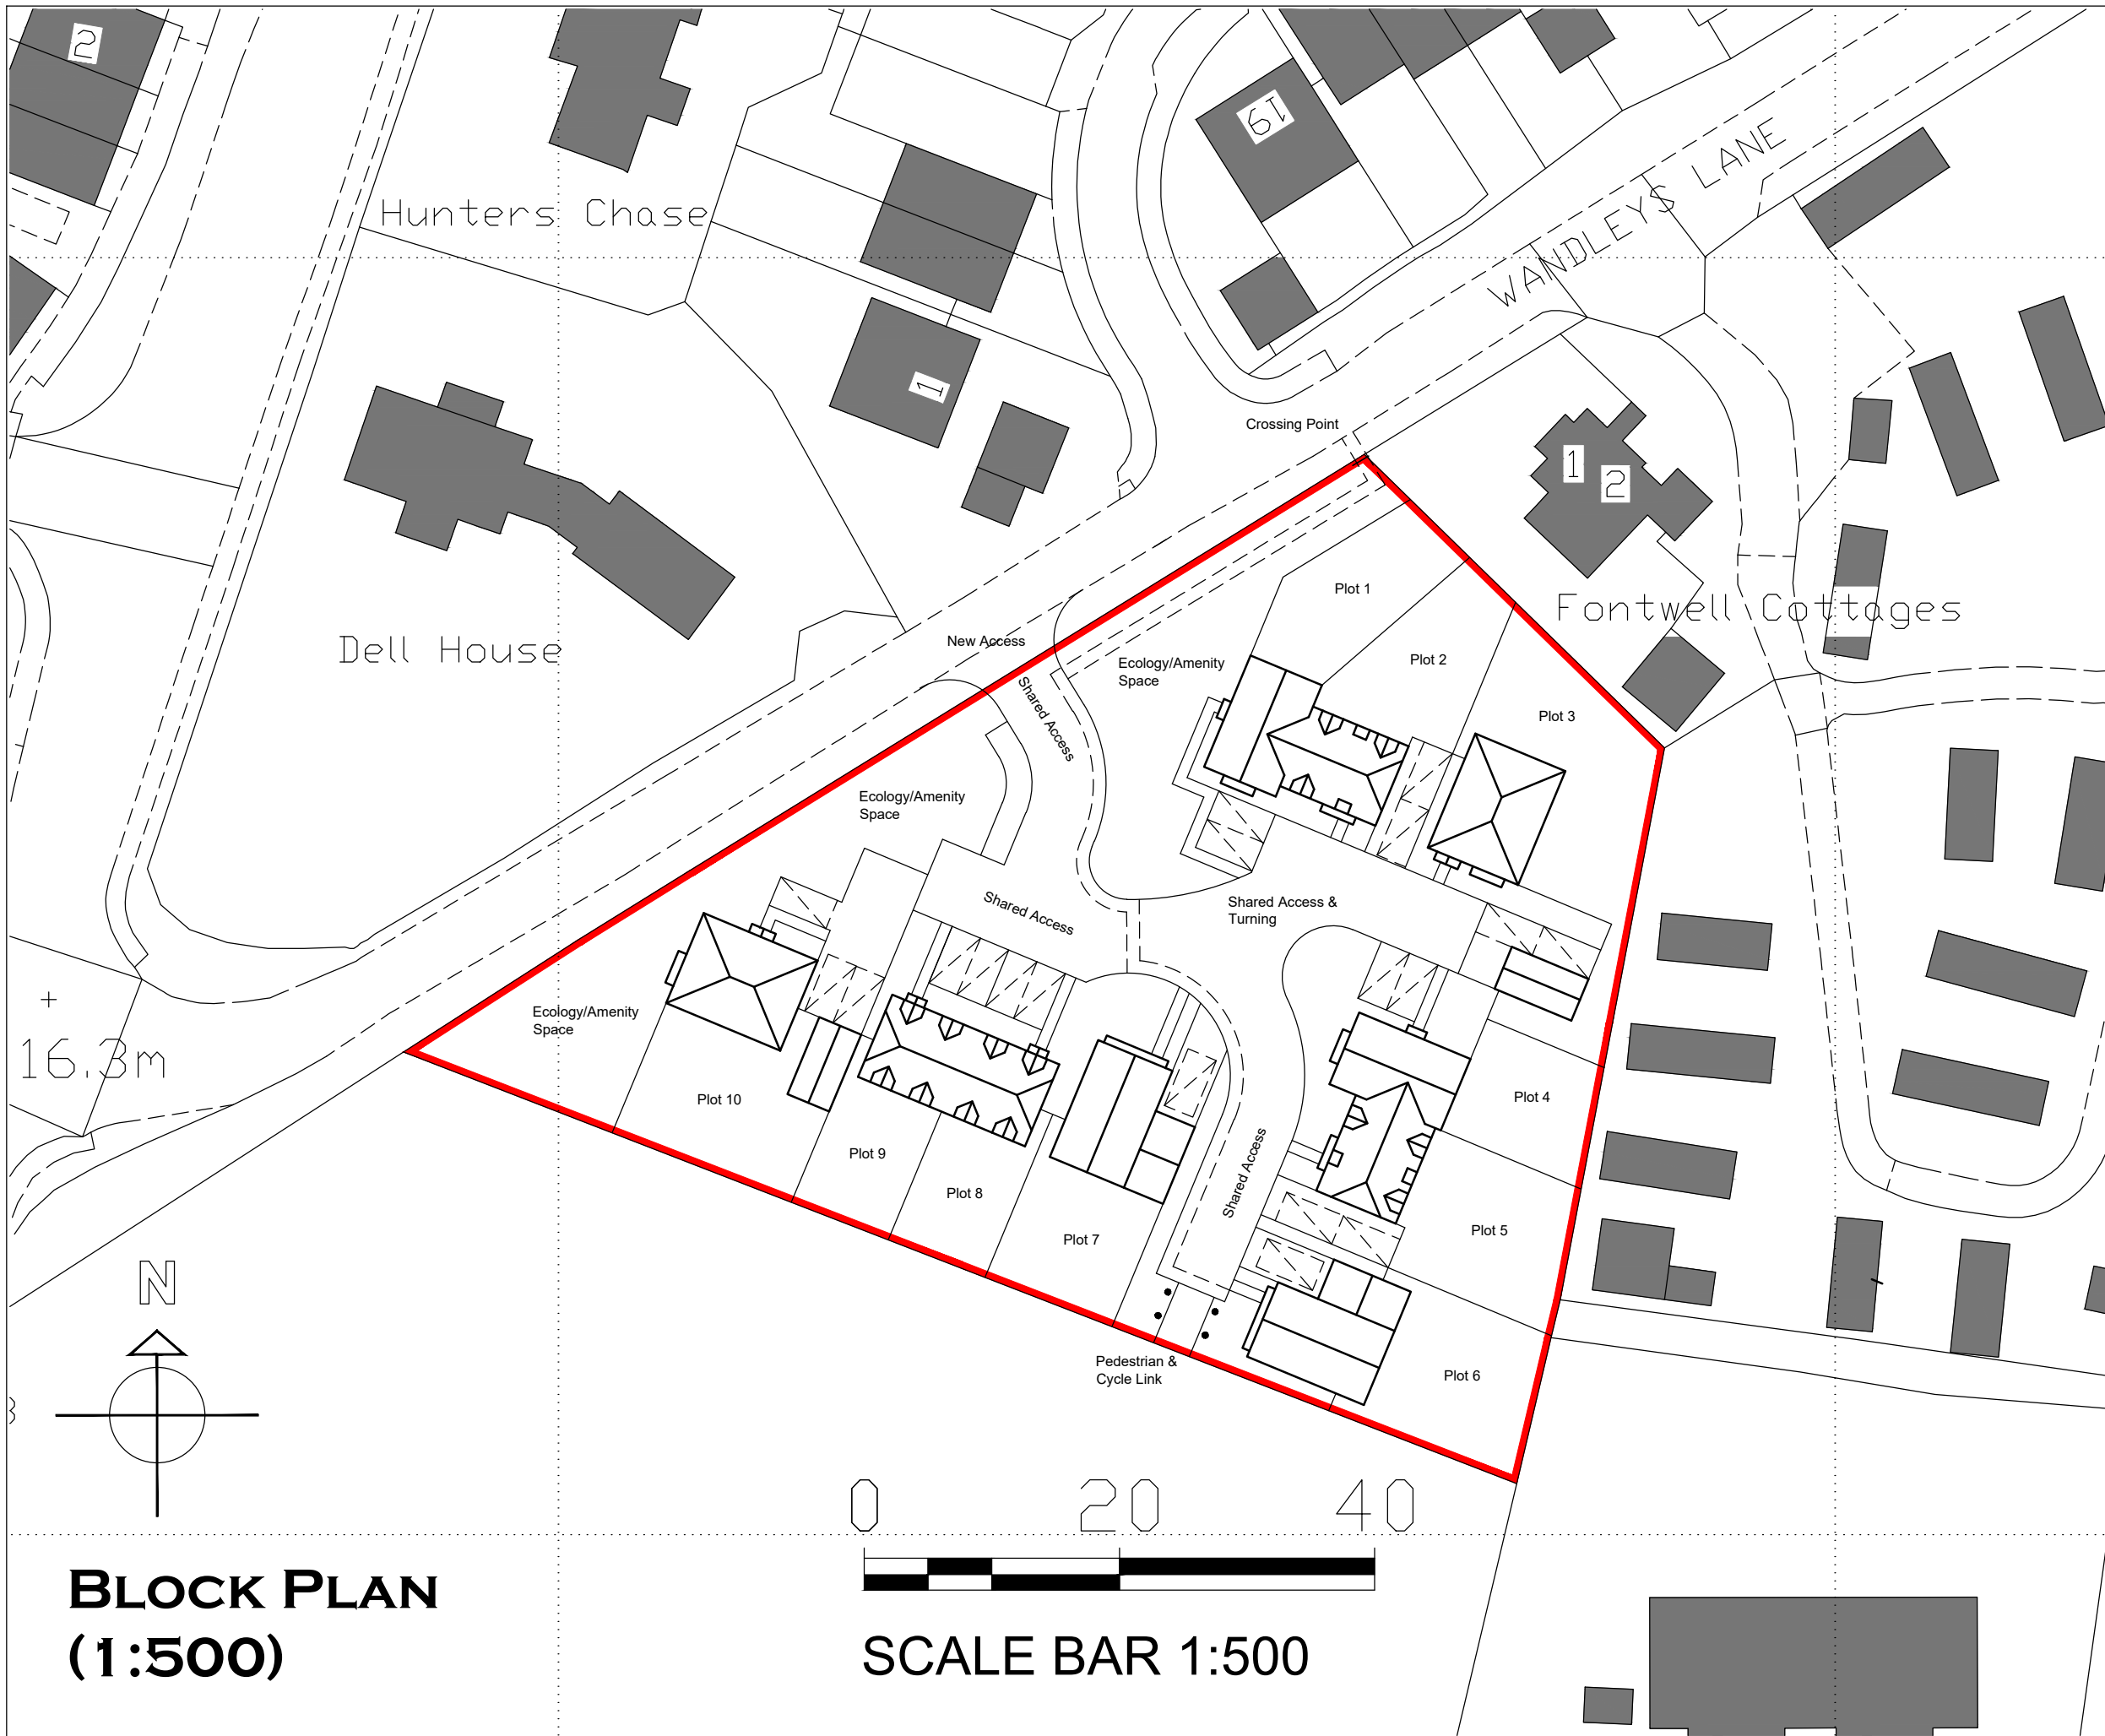 2
19
WANDLEYS LANE
Hunters Chase
1
Crossing Point
1
2
Plot 1
Fontwell Cottages
New Access
Dell House
Ecology/Amenity
Space
Plot 2
Shared Access
Plot 3
Ecology/Amenity
Space
Shared Access
Shared Access &
Turning
Ecology/Amenity
Space
16.3m
Plot 10
Plot 4
Plot 9
Shared Access
Plot 8
Plot 5
Plot 7
N
Pedestrian &
Cycle Link
Plot 6
0 20 40
BLOCK PLAN
(1:500)
SCALE BAR 1:500